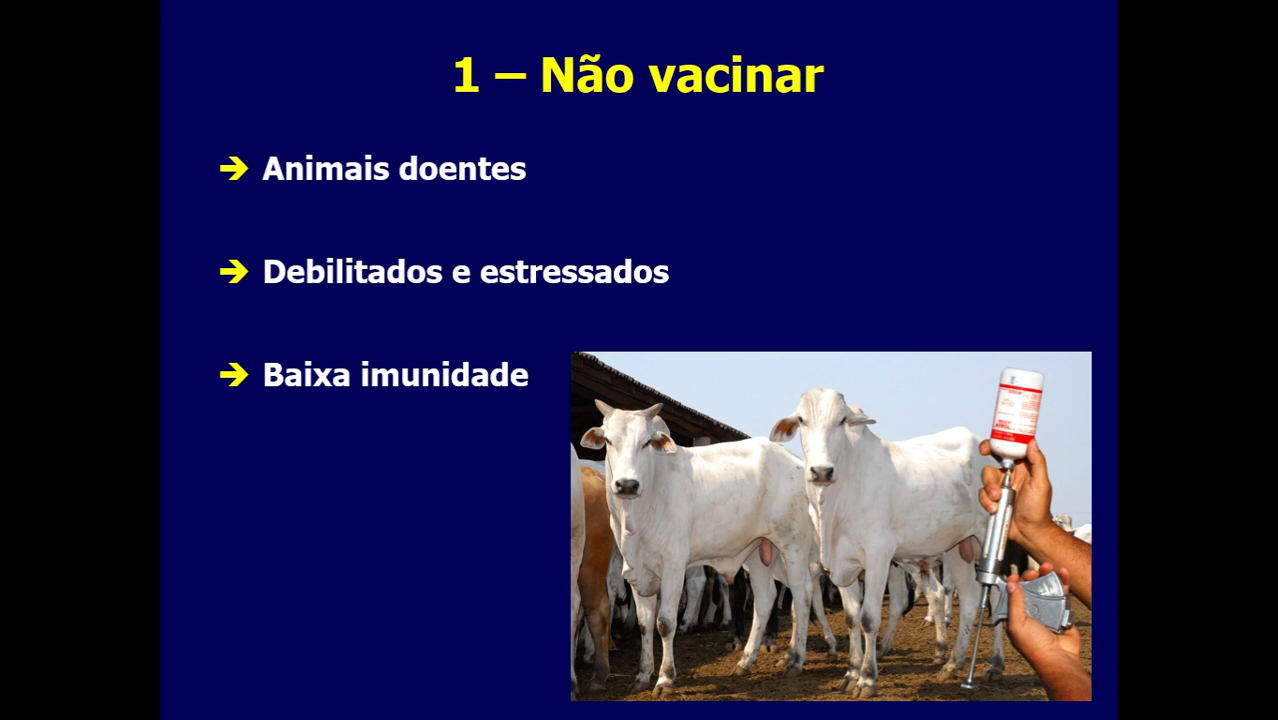 1 – Não vacinar
➔ Animais doentes
➔ Debilitados e estressados
➔ Baixa imunidade